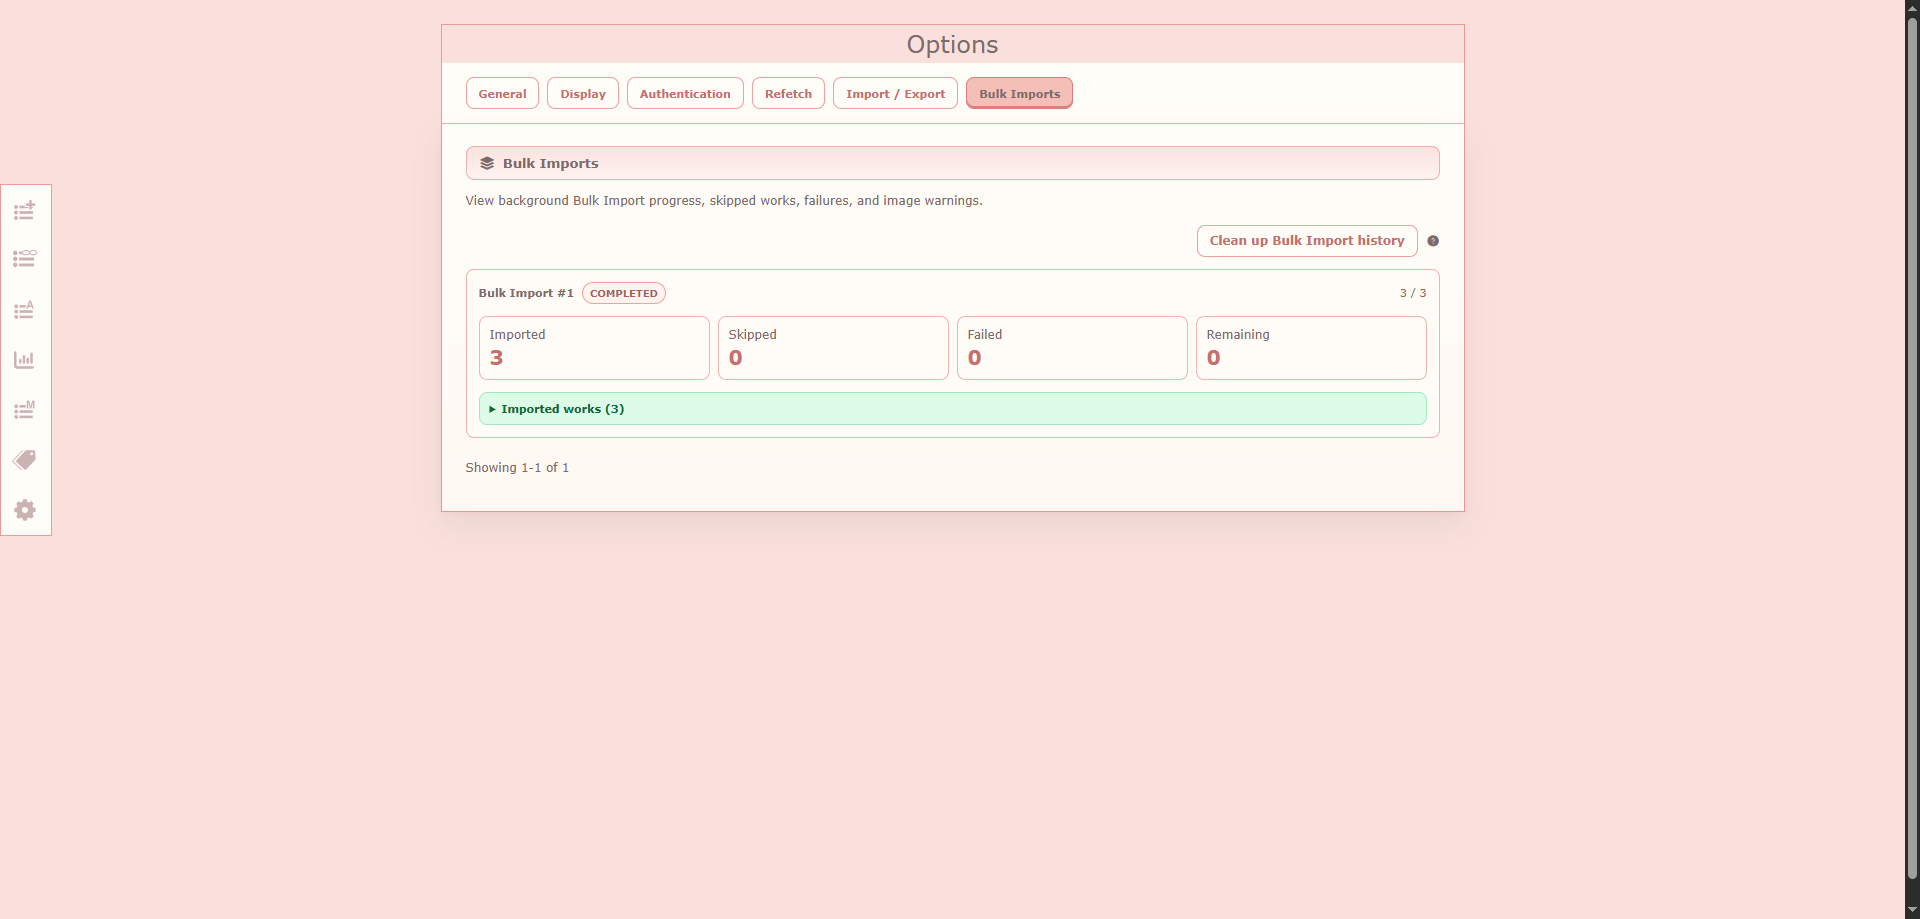 Options
General Display Authentication Refetch Import / Export Bulk Imports
Bulk Imports
View background Bulk Import progress, skipped works, failures, and image warnings.
Clean up Bulk Import history ?
Bulk Import #1 COMPLETED 3 / 3
Imported Skipped Failed Remaining
3 0 0 0
Imported works (3)
Showing 1-1 of 1
A
M